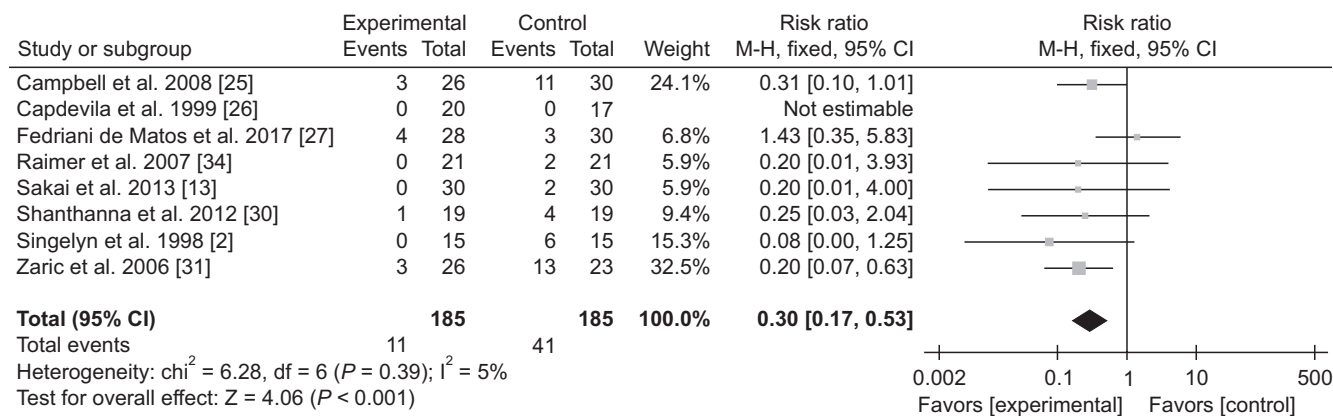 Experimental Control Risk ratio Risk ratio
Study or subgroup Events Total Events Total Weight M-H, fixed, 95% CI M-H, fixed, 95% CI
Campbell et al. 2008 [25] 3 26 11 30 24.1% 0.31 [0.10, 1.01]
Capdevila et al. 1999 [26] 0 20 0 17 Not estimable
Fedriani de Matos et al. 2017 [27] 4 28 3 30 6.8% 1.43 [0.35, 5.83]
Raimer et al. 2007 [34] 0 21 2 21 5.9% 0.20 [0.01, 3.93]
Sakai et al. 2013 [13] 0 30 2 30 5.9% 0.20 [0.01, 4.00]
Shanthanna et al. 2012 [30] 1 19 4 19 9.4% 0.25 [0.03, 2.04]
Singelyn et al. 1998 [2] 0 15 6 15 15.3% 0.08 [0.00, 1.25]
Zaric et al. 2006 [31] 3 26 13 23 32.5% 0.20 [0.07, 0.63]
Total (95% CI) 185 185 100.0% 0.30 [0.17, 0.53]
Total events 11 41
Heterogeneity: chi² = 6.28, df = 6 (P = 0.39); I² = 5%
Test for overall effect: Z = 4.06 (P < 0.001)
0.002 0.1 1 10 500
Favors [experimental] Favors [control]